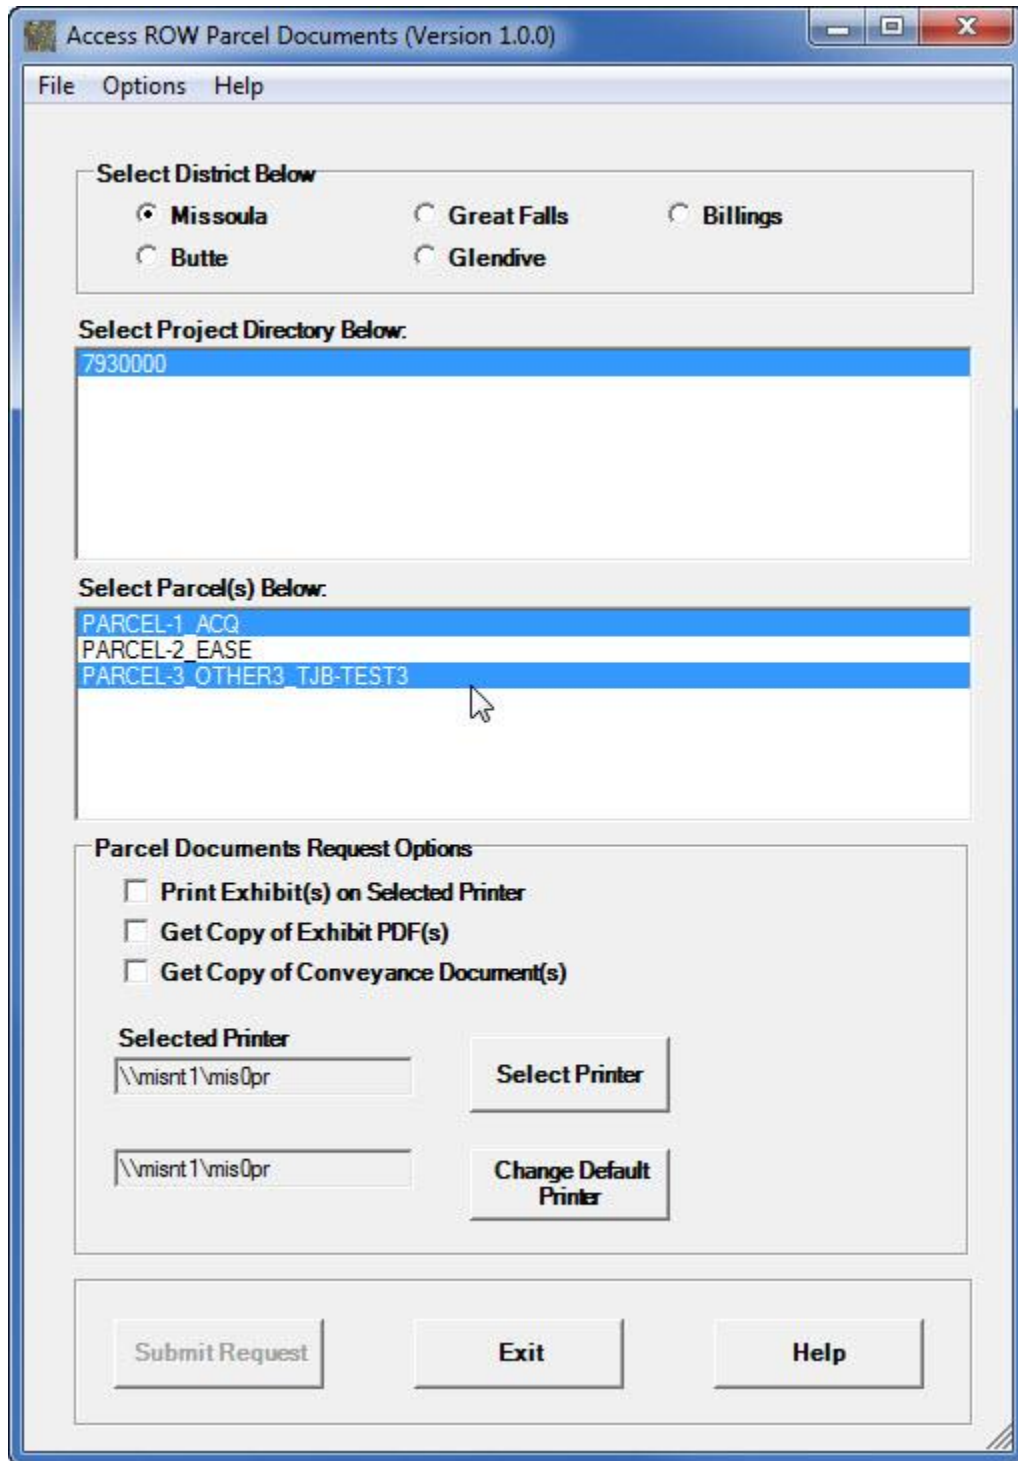 Access ROW Parcel Documents (Version 1.0.0)
File Options Help
Select District Below
Missoula Great Falls Billings
Butte Glendive
Select Project Directory Below:
7930000
Select Parcel(s) Below:
PARCEL-1_ACQ
PARCEL-2_EASE
PARCEL-3_OTHER3_TJB-TEST3
Parcel Documents Request Options
Print Exhibit(s) on Selected Printer
Get Copy of Exhibit PDF(s)
Get Copy of Conveyance Document(s)
Selected Printer
\\misnt1\mis0pr
Select Printer
\\misnt1\mis0pr
Change Default
Printer
Submit Request Exit Help